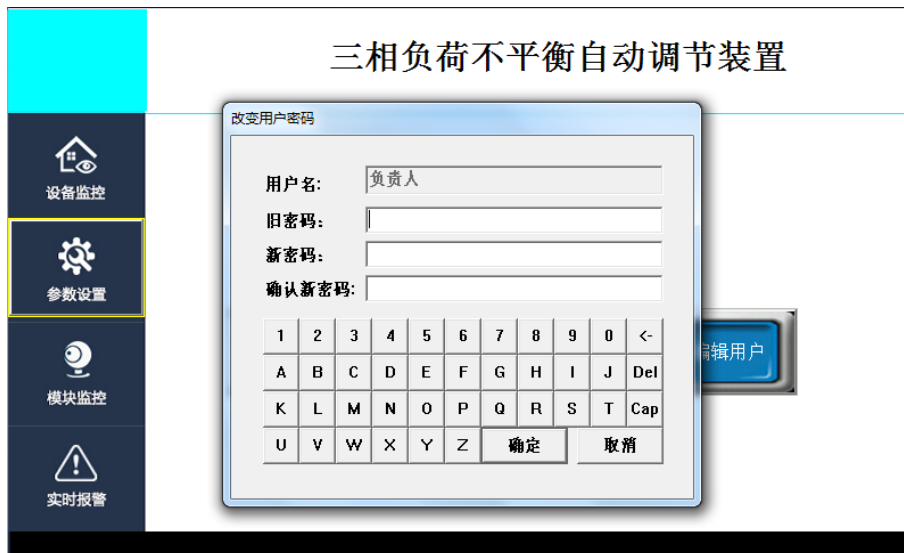 三相负荷不平衡自动调节装置
改变用户密码
设备监控
参数设置
模块监控
实时报警
用户名: 负责人
旧密码:
新密码:
确认新密码:
1 2 3 4 5 6 7 8 9 0 <-
A B C D E F G H I J Del
K L M N O P Q R S T Cap
U V W X Y Z 确定 取消
编辑用户